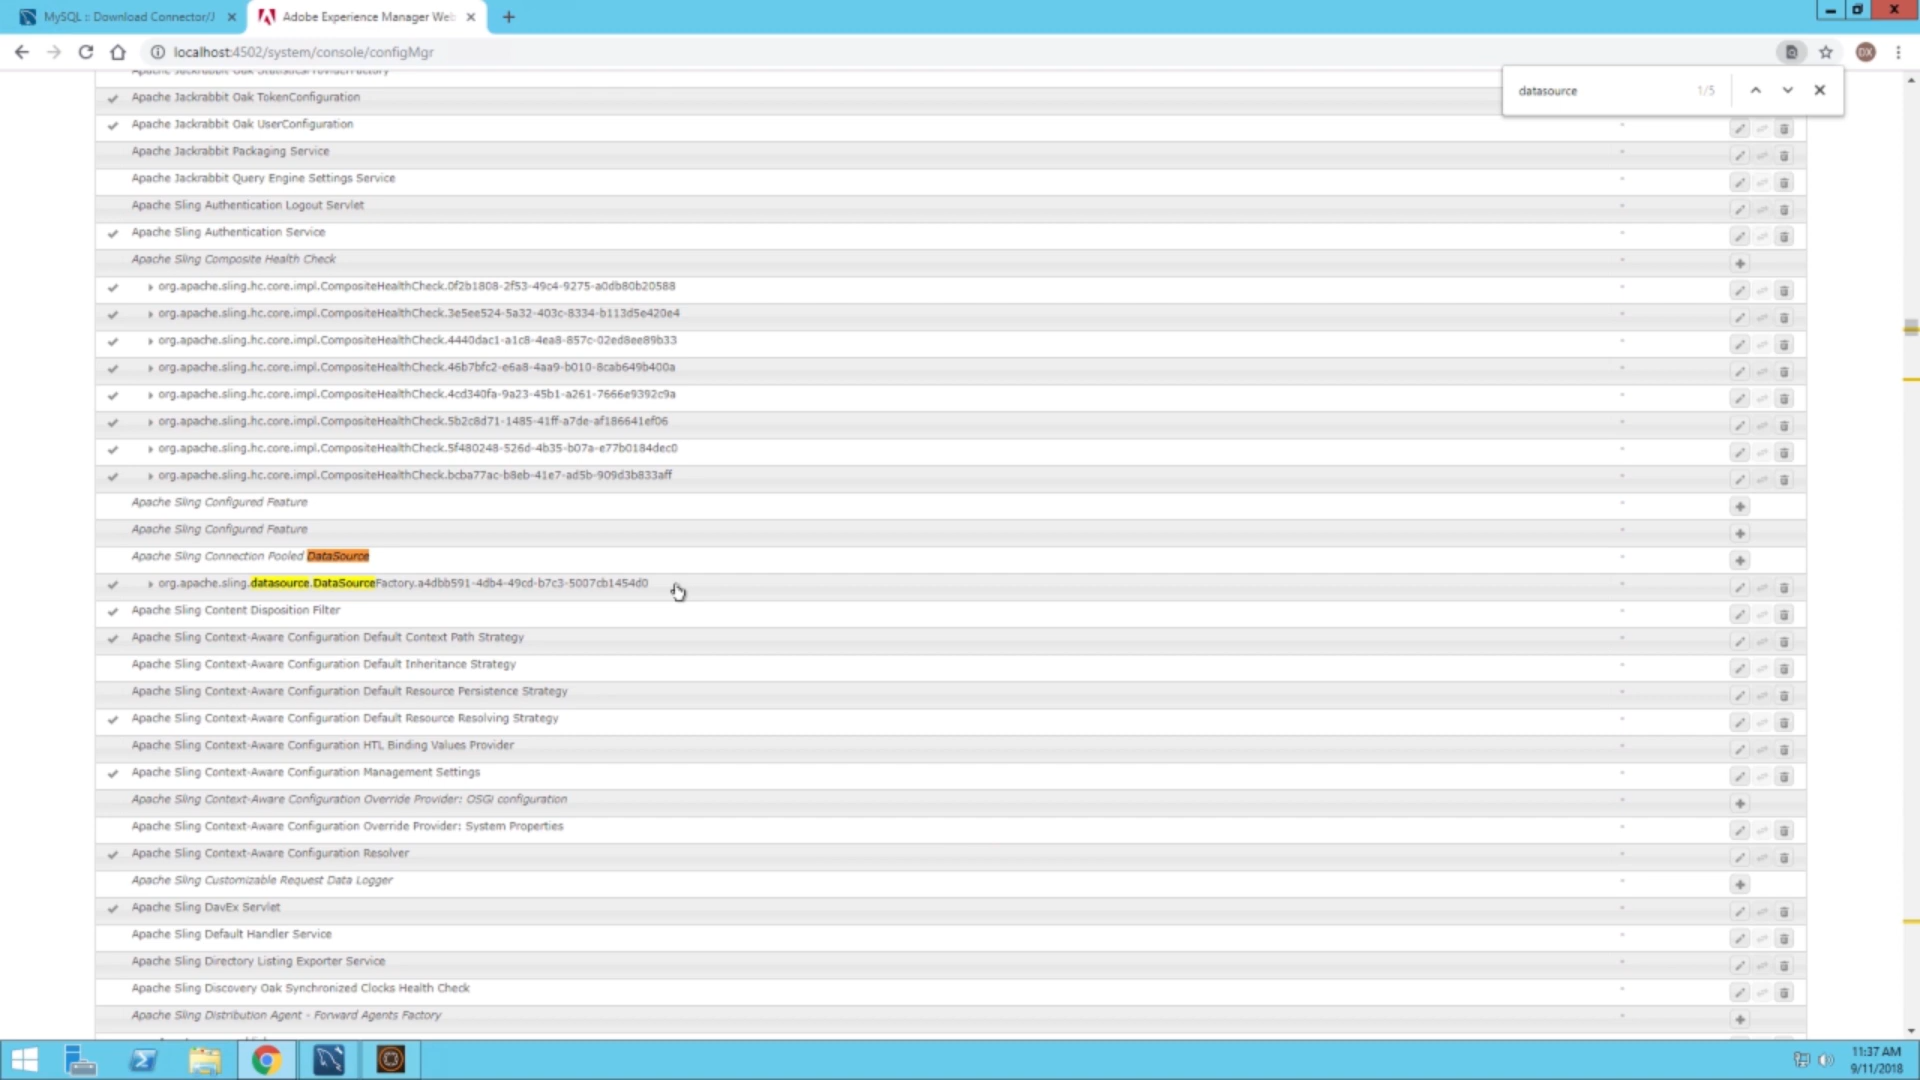 MySQL :: Download Connector/J
Adobe Experience Manager Web
localhost:4502/system/console/configMgr
datasource 1/5
DX
Apache Jackrabbit Oak StatisticsProviderFactory
Apache Jackrabbit Oak TokenConfiguration
Apache Jackrabbit Oak UserConfiguration
Apache Jackrabbit Packaging Service
Apache Jackrabbit Query Engine Settings Service
Apache Sling Authentication Logout Servlet
Apache Sling Authentication Service
Apache Sling Composite Health Check
org.apache.sling.hc.core.impl.CompositeHealthCheck.0f2b1808-2f53-49c4-9275-a0db80b20588
org.apache.sling.hc.core.impl.CompositeHealthCheck.3e5ee524-5a32-403c-8334-b113d5e420e4
org.apache.sling.hc.core.impl.CompositeHealthCheck.4440dac1-a1c8-4ea8-857c-02ed8ee89b33
org.apache.sling.hc.core.impl.CompositeHealthCheck.46b7bfc2-e6a8-4aa9-b010-8cab649b400a
org.apache.sling.hc.core.impl.CompositeHealthCheck.4cd340fa-9a23-45b1-a261-7666e9392c9a
org.apache.sling.hc.core.impl.CompositeHealthCheck.5b2c8d71-1485-41ff-a7de-af186641ef06
org.apache.sling.hc.core.impl.CompositeHealthCheck.5f480248-526d-4b35-b07a-e77b0184dec0
org.apache.sling.hc.core.impl.CompositeHealthCheck.bcba77ac-b8eb-41e7-ad5b-909d3b833aff
Apache Sling Configured Feature
Apache Sling Configured Feature
Apache Sling Connection Pooled DataSource
org.apache.sling.datasource.DataSourceFactory.a4dbb591-4db4-49cd-b7c3-5007cb1454d0
Apache Sling Content Disposition Filter
Apache Sling Context-Aware Configuration Default Context Path Strategy
Apache Sling Context-Aware Configuration Default Inheritance Strategy
Apache Sling Context-Aware Configuration Default Resource Persistence Strategy
Apache Sling Context-Aware Configuration Default Resource Resolving Strategy
Apache Sling Context-Aware Configuration HTL Binding Values Provider
Apache Sling Context-Aware Configuration Management Settings
Apache Sling Context-Aware Configuration Override Provider: OSGi configuration
Apache Sling Context-Aware Configuration Override Provider: System Properties
Apache Sling Context-Aware Configuration Resolver
Apache Sling Customizable Request Data Logger
Apache Sling DavEx Servlet
Apache Sling Default Handler Service
Apache Sling Directory Listing Exporter Service
Apache Sling Discovery Oak Synchronized Clocks Health Check
Apache Sling Distribution Agent - Forward Agents Factory
11:37 AM
9/11/2018